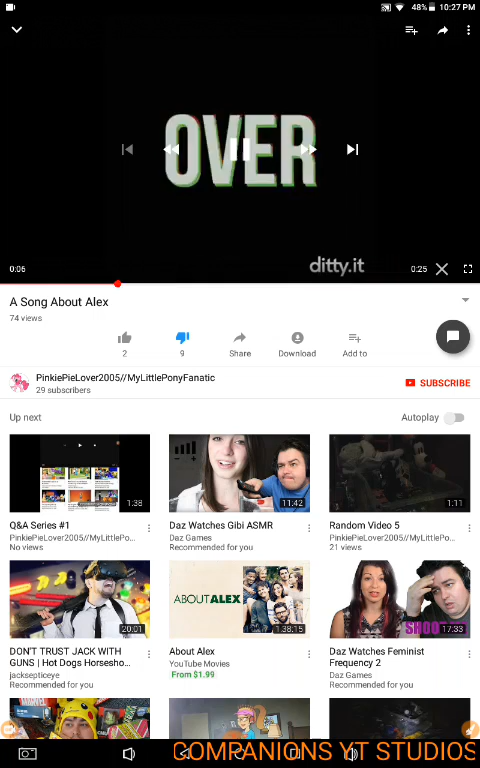 48% 10:27 PM
OVER
ditty.it
0:06
0:25
A Song About Alex
74 views
2
9
Share
Download
Add to
PinkiePieLover2005//MyLittlePonyFanatic
29 subscribers
SUBSCRIBE
Up next
Autoplay
1:38
11:42
1:11
Q&A Series #1
PinkiePieLover2005//MyLittlePo...
No views
Daz Watches Gibi ASMR
Daz Games
Recommended for you
Random Video 5
PinkiePieLover2005//MyLittlePo...
21 views
20:01
ABOUTALEX
1:38:15
SHOO
17:33
DON'T TRUST JACK WITH
GUNS | Hot Dogs Horsesho...
jacksepticeye
Recommended for you
About Alex
YouTube Movies
From $1.99
Daz Watches Feminist
Frequency 2
Daz Games
Recommended for you
COMPANIONS YT STUDIOS